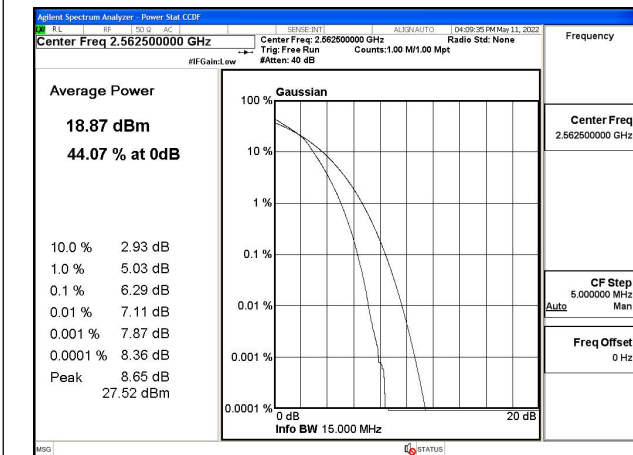 Agilent Spectrum Analyzer - Power Stat CCDF
RL RF 50 Ω AC SENSE:INT ALIGNAUTO 04:09:35 PM May 11, 2022
Center Freq 2.562500000 GHz
Center Freq: 2.562500000 GHz Radio Std: None
Trig: Free Run Counts:1.00 M/1.00 Mpt
#IFGain:Low #Atten: 40 dB
Frequency
Average Power
18.87 dBm
44.07 % at 0dB
10.0 % 2.93 dB
1.0 % 5.03 dB
0.1 % 6.29 dB
0.01 % 7.11 dB
0.001 % 7.87 dB
0.0001 % 8.36 dB
Peak 8.65 dB
27.52 dBm
Gaussian
100 %
10 %
1 %
0.1 %
0.01 %
0.001 %
0.0001 %
0 dB 20 dB
Info BW 15.000 MHz
Center Freq
2.562500000 GHz
CF Step
5.000000 MHz
Auto Man
Freq Offset
0 Hz
MSG STATUS